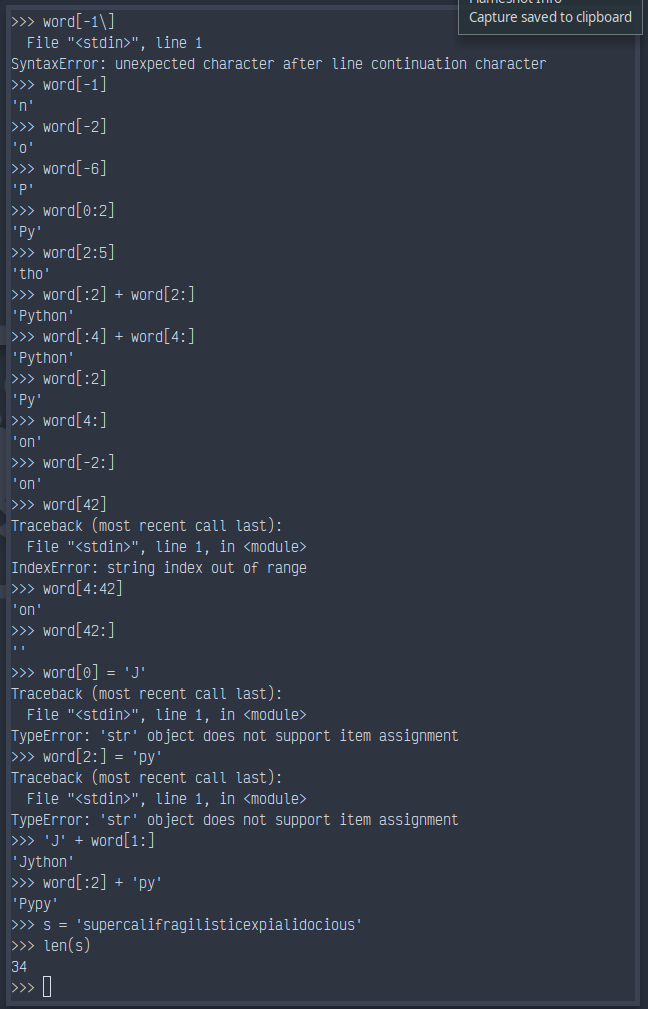 Flameshot Info
Capture saved to clipboard
>>> word[-1\]
  File "<stdin>", line 1
SyntaxError: unexpected character after line continuation character
>>> word[-1]
'n'
>>> word[-2]
'o'
>>> word[-6]
'P'
>>> word[0:2]
'Py'
>>> word[2:5]
'tho'
>>> word[:2] + word[2:]
'Python'
>>> word[:4] + word[4:]
'Python'
>>> word[:2]
'Py'
>>> word[4:]
'on'
>>> word[-2:]
'on'
>>> word[42]
Traceback (most recent call last):
  File "<stdin>", line 1, in <module>
IndexError: string index out of range
>>> word[4:42]
'on'
>>> word[42:]
''
>>> word[0] = 'J'
Traceback (most recent call last):
  File "<stdin>", line 1, in <module>
TypeError: 'str' object does not support item assignment
>>> word[2:] = 'py'
Traceback (most recent call last):
  File "<stdin>", line 1, in <module>
TypeError: 'str' object does not support item assignment
>>> 'J' + word[1:]
'Jython'
>>> word[:2] + 'py'
'Pypy'
>>> s = 'supercalifragilisticexpialidocious'
>>> len(s)
34
>>>